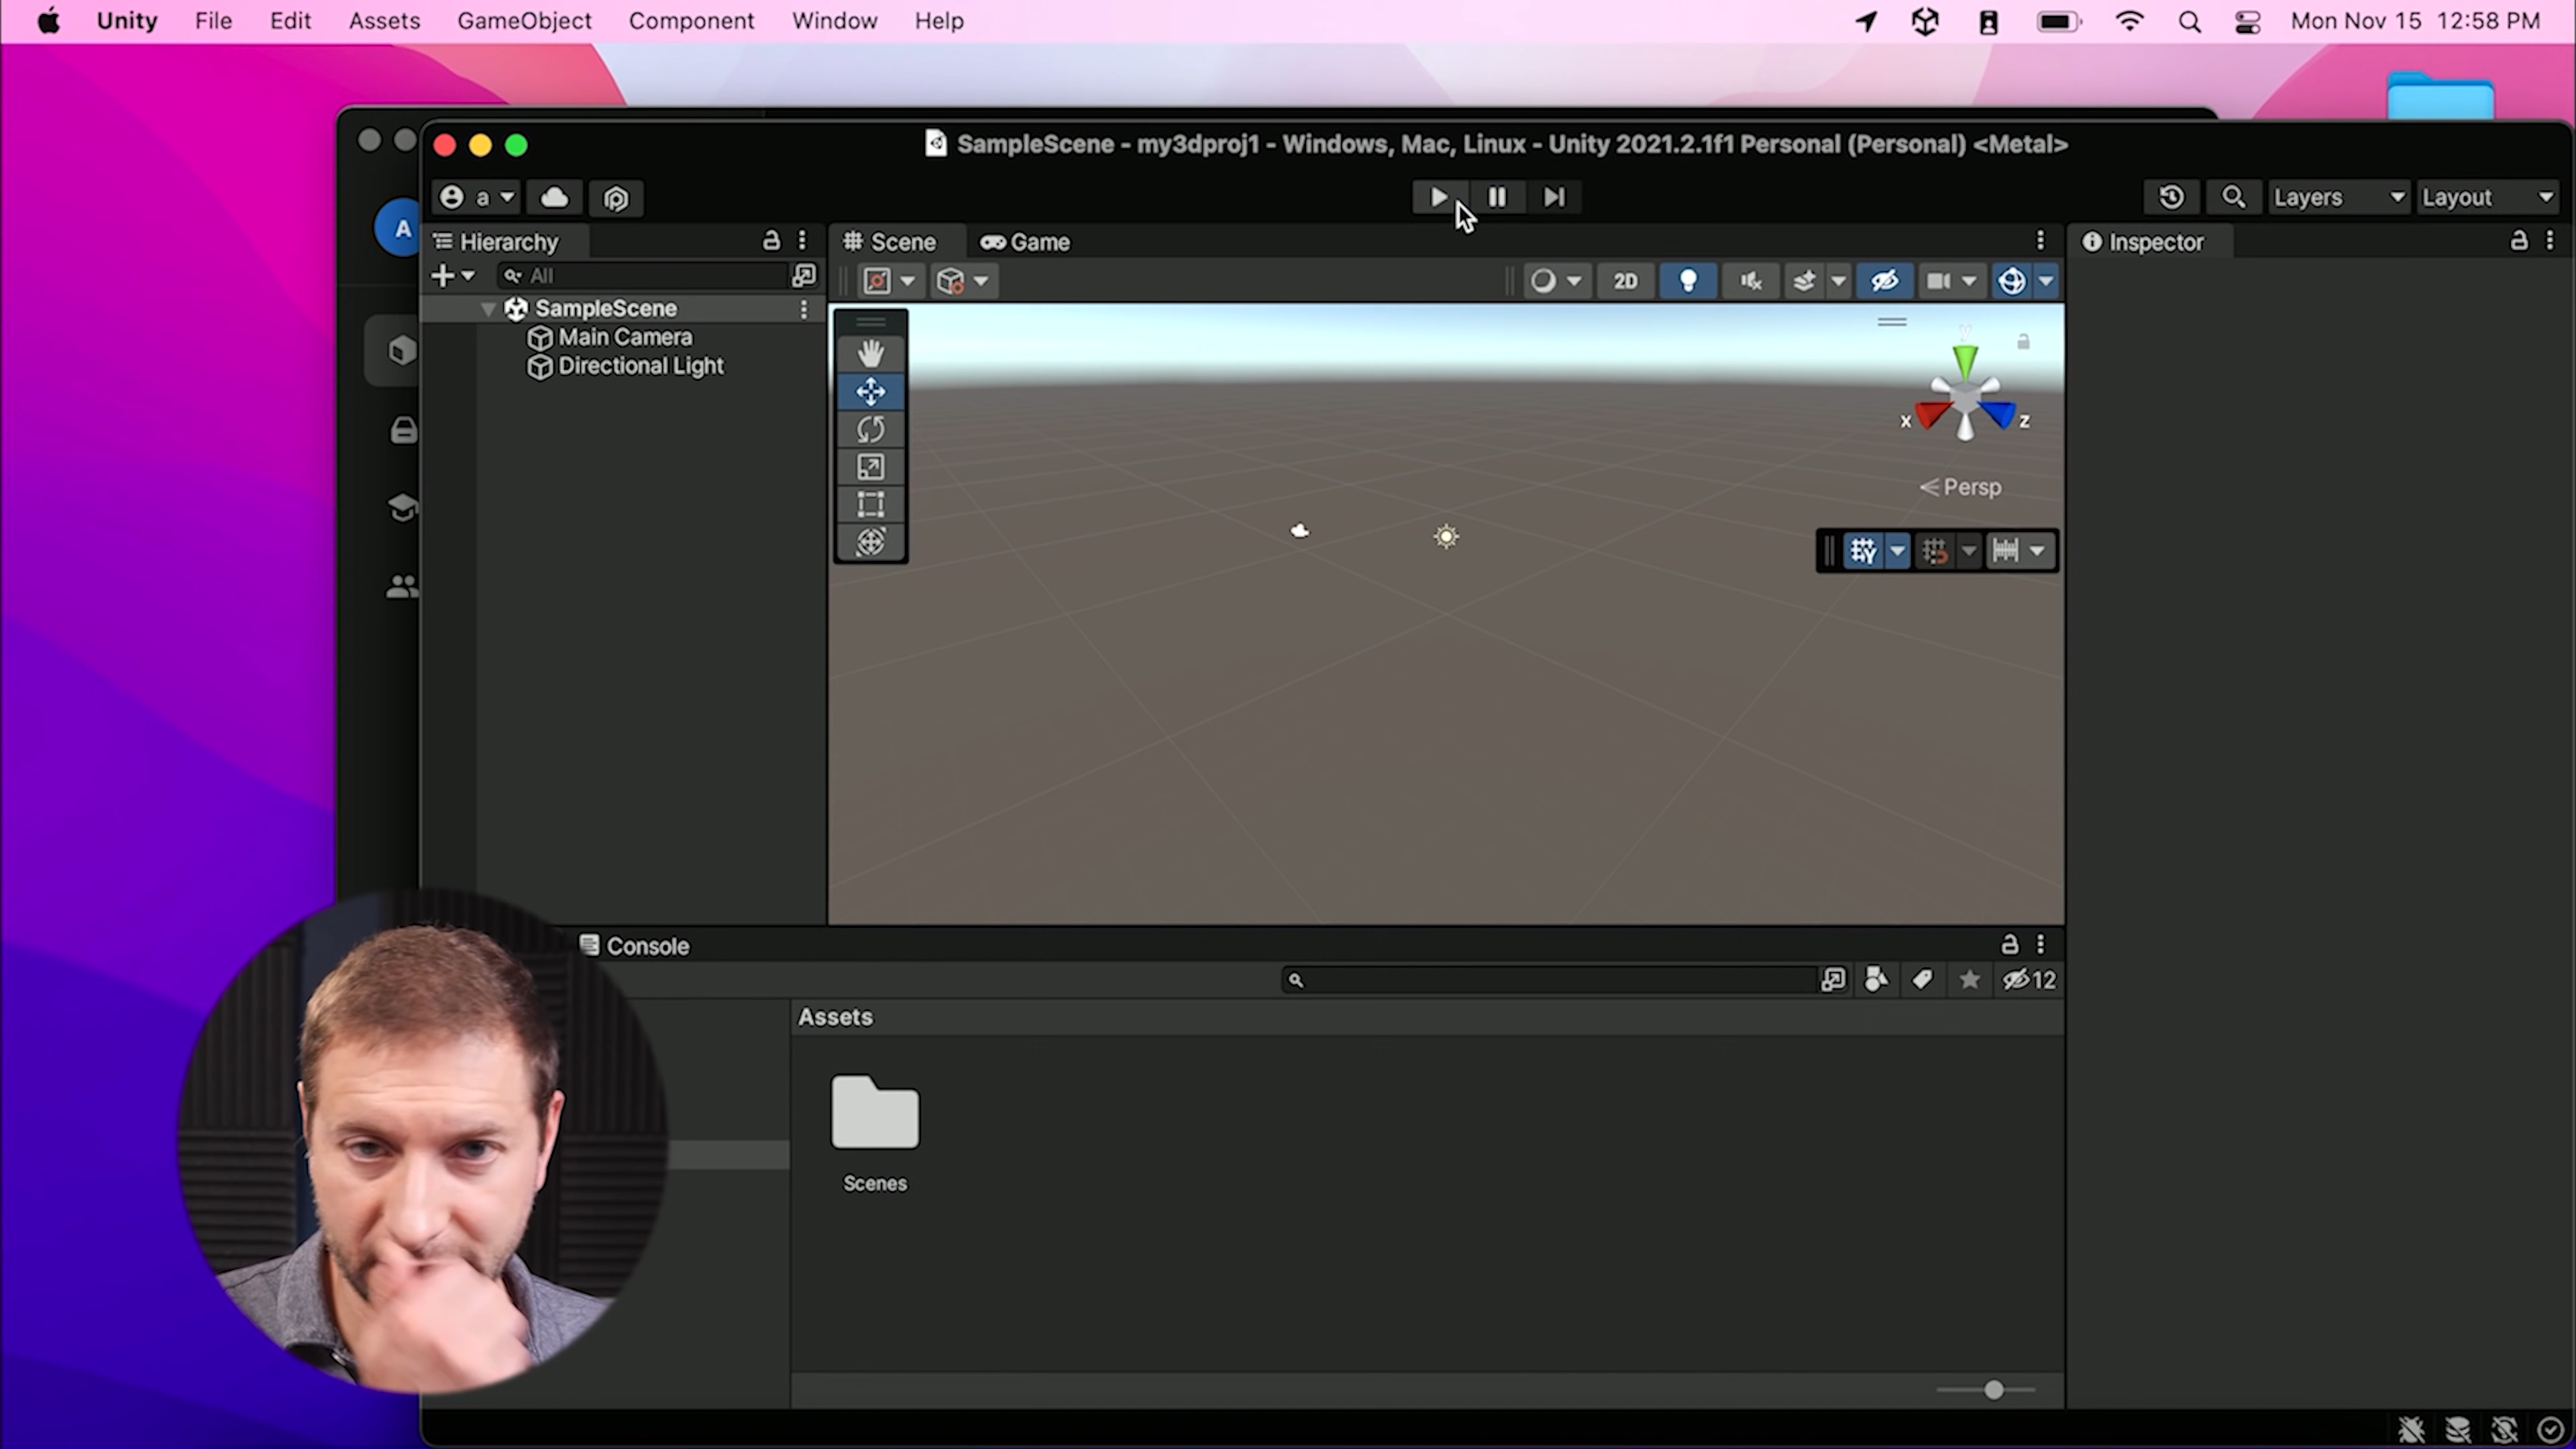 Unity File Edit Assets GameObject Component Window Help Mon Nov 15 12:58 PM
SampleScene - my3dproj1 - Windows, Mac, Linux - Unity 2021.2.1f1 Personal (Personal) <Metal>
A
a
Layers
Layout
Hierarchy
All
SampleScene
Main Camera
Directional Light
Scene
Game
2D
y
x
z
Persp
Inspector
Console
12
Assets
Scenes